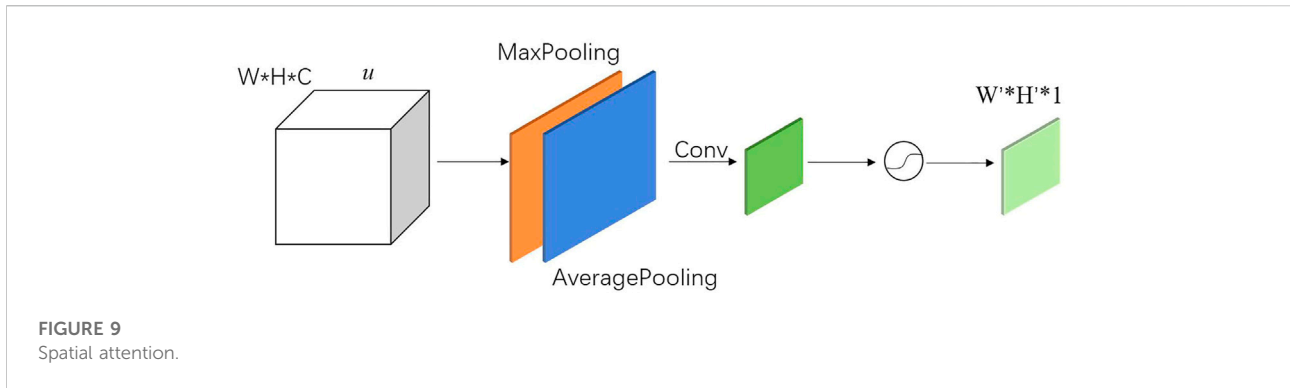 MaxPooling
W*H*C u
W'*H'*1
Conv
AveragePooling
FIGURE 9
Spatial attention.